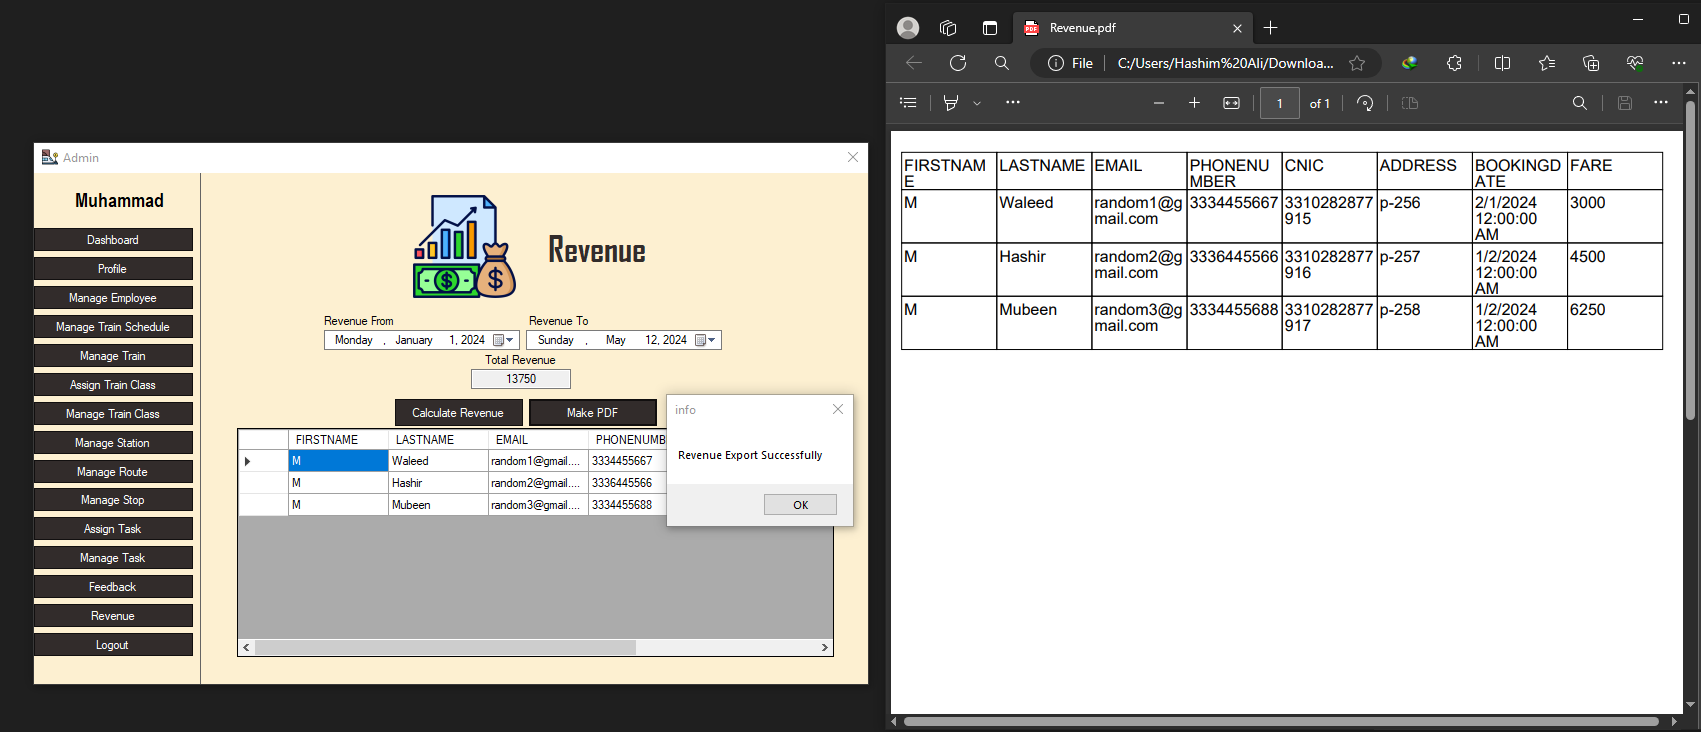 Admin
Muhammad
Dashboard
Profile
Manage Employee
Manage Train Schedule
Manage Train
Assign Train Class
Manage Train Class
Manage Station
Manage Route
Manage Stop
Assign Task
Manage Task
Feedback
Revenue
Logout
Revenue
Revenue From
Revenue To
Monday , January 1, 2024
Sunday , May 12, 2024
Total Revenue
13750
Calculate Revenue
Make PDF
FIRSTNAME LASTNAME EMAIL PHONENUMB
M Waleed random1@gmail.... 3334455667
M Hashir random2@gmail.... 3336445566
M Mubeen random3@gmail.... 3334455688
info
Revenue Export Successfully
OK
PDF Revenue.pdf
File C:/Users/Hashim%20Ali/Downloa...
1 of 1
FIRSTNAM LASTNAME EMAIL PHONENU CNIC ADDRESS BOOKINGD FARE
E MBER ATE
M Waleed random1@g 3334455667 3310282877 p-256 2/1/2024 3000
mail.com 915 12:00:00
AM
M Hashir random2@g 3336445566 3310282877 p-257 1/2/2024 4500
mail.com 916 12:00:00
AM
M Mubeen random3@g 3334455688 3310282877 p-258 1/2/2024 6250
mail.com 917 12:00:00
AM